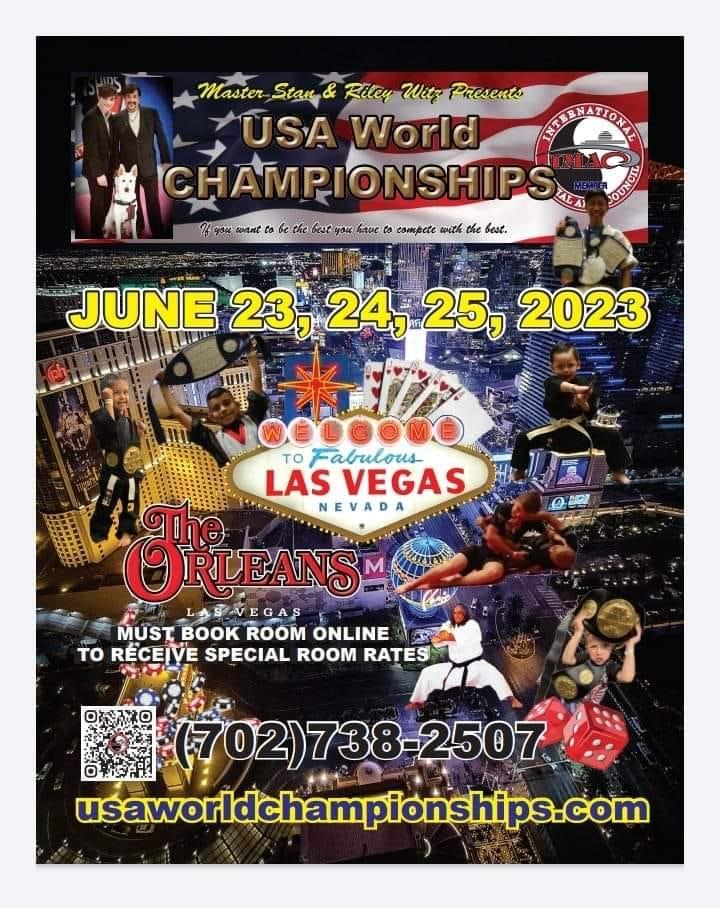 Master Stan & Riley Witz Presents
USA World
CHAMPIONSHIPS
INTERNATIONAL
IMAC
MEMBER
COUNCIL
If you want to be the best you have to compete with the best.
JUNE 23, 24, 25, 2023
WELCOME
TO Fabulous
LAS VEGAS
NEVADA
The
ORLEANS
M
LAS VEGAS
MUST BOOK ROOM ONLINE
TO RECEIVE SPECIAL ROOM RATES
(702)738-2507
usaworldchampionships.com